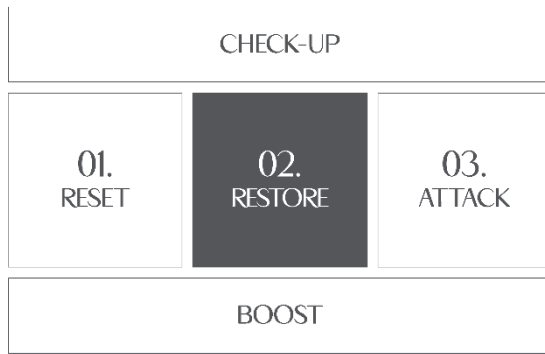 CHECK-UP
01.
RESET
02.
RESTORE
03.
ATTACK
BOOST